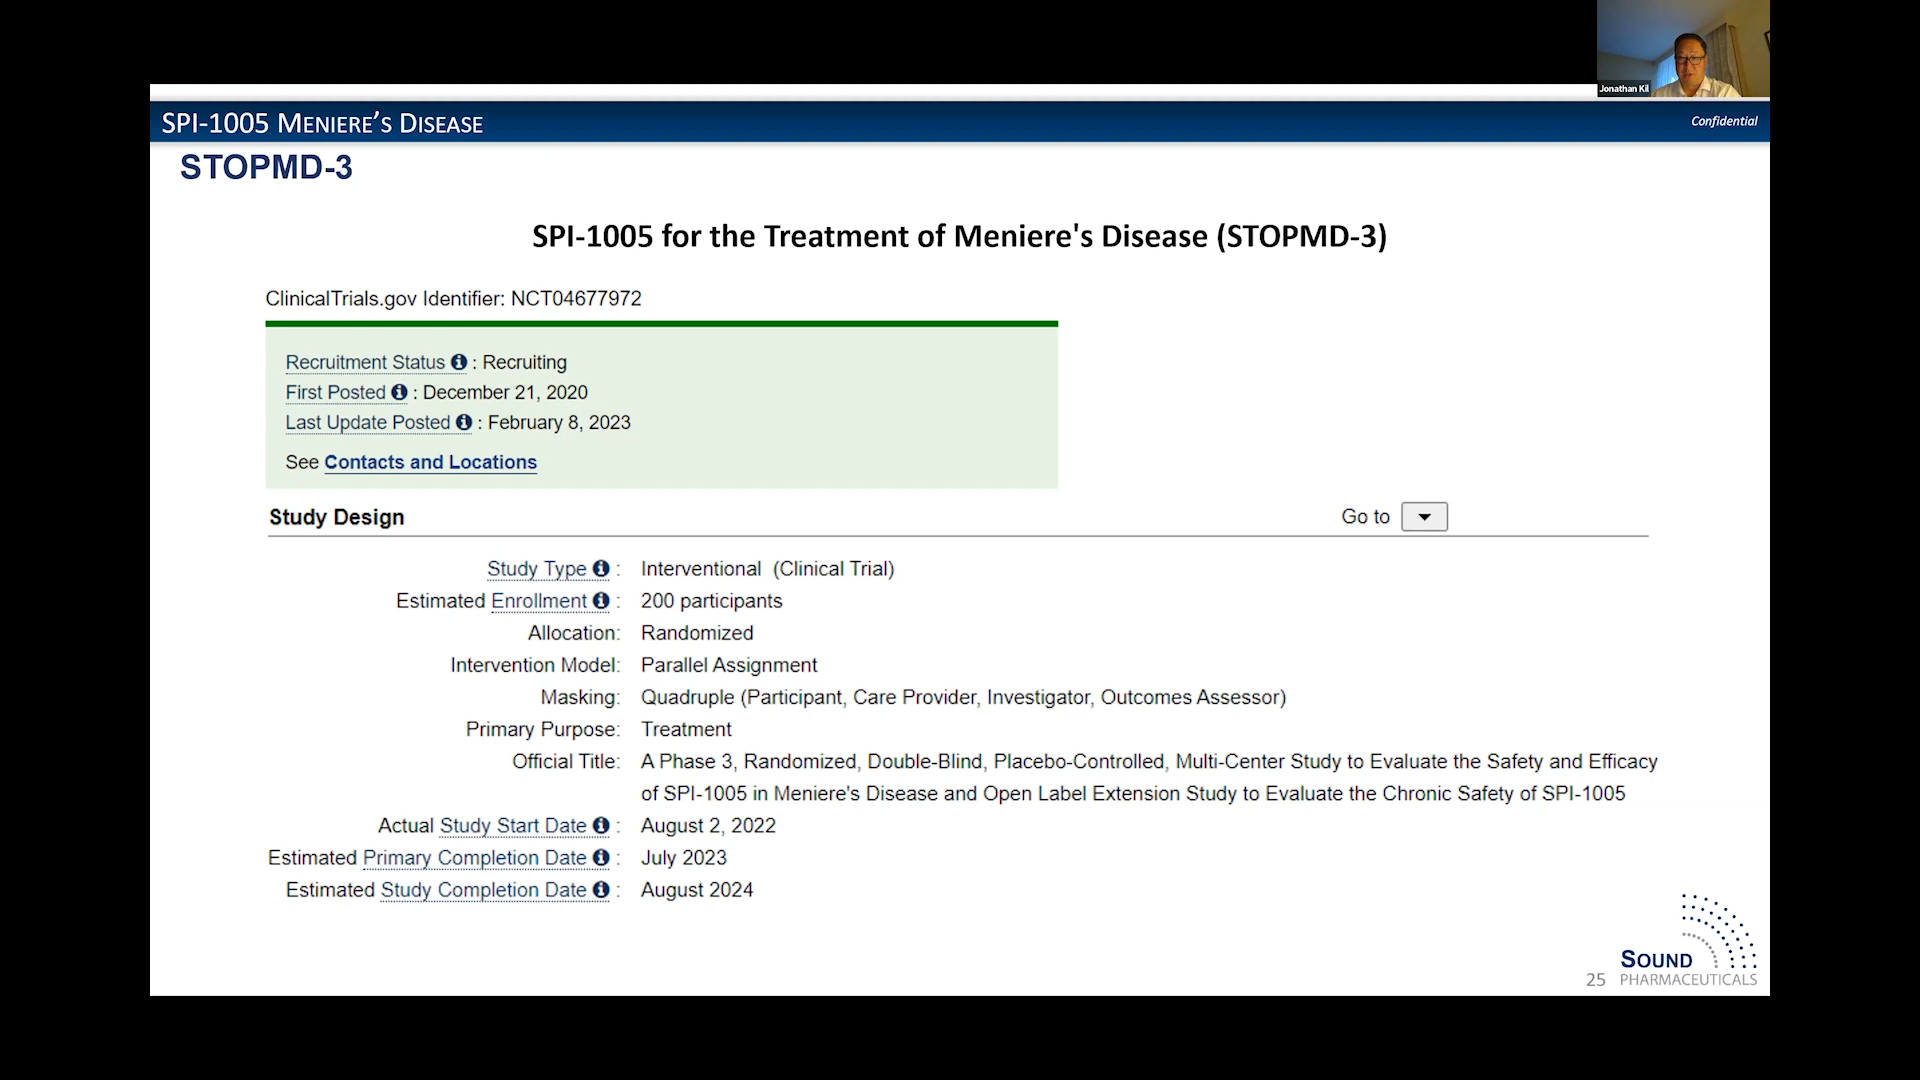 Jonathan Kil
SPI-1005 MENIERE'S DISEASE
Confidential
STOPMD-3
SPI-1005 for the Treatment of Meniere's Disease (STOPMD-3)
ClinicalTrials.gov Identifier: NCT04677972
Recruitment Status : Recruiting
First Posted : December 21, 2020
Last Update Posted : February 8, 2023
See Contacts and Locations
Study Design
Go to
Study Type : Interventional (Clinical Trial)
Estimated Enrollment : 200 participants
Allocation: Randomized
Intervention Model: Parallel Assignment
Masking: Quadruple (Participant, Care Provider, Investigator, Outcomes Assessor)
Primary Purpose: Treatment
Official Title: A Phase 3, Randomized, Double-Blind, Placebo-Controlled, Multi-Center Study to Evaluate the Safety and Efficacy
of SPI-1005 in Meniere's Disease and Open Label Extension Study to Evaluate the Chronic Safety of SPI-1005
Actual Study Start Date : August 2, 2022
Estimated Primary Completion Date : July 2023
Estimated Study Completion Date : August 2024
SOUND
PHARMACEUTICALS
25